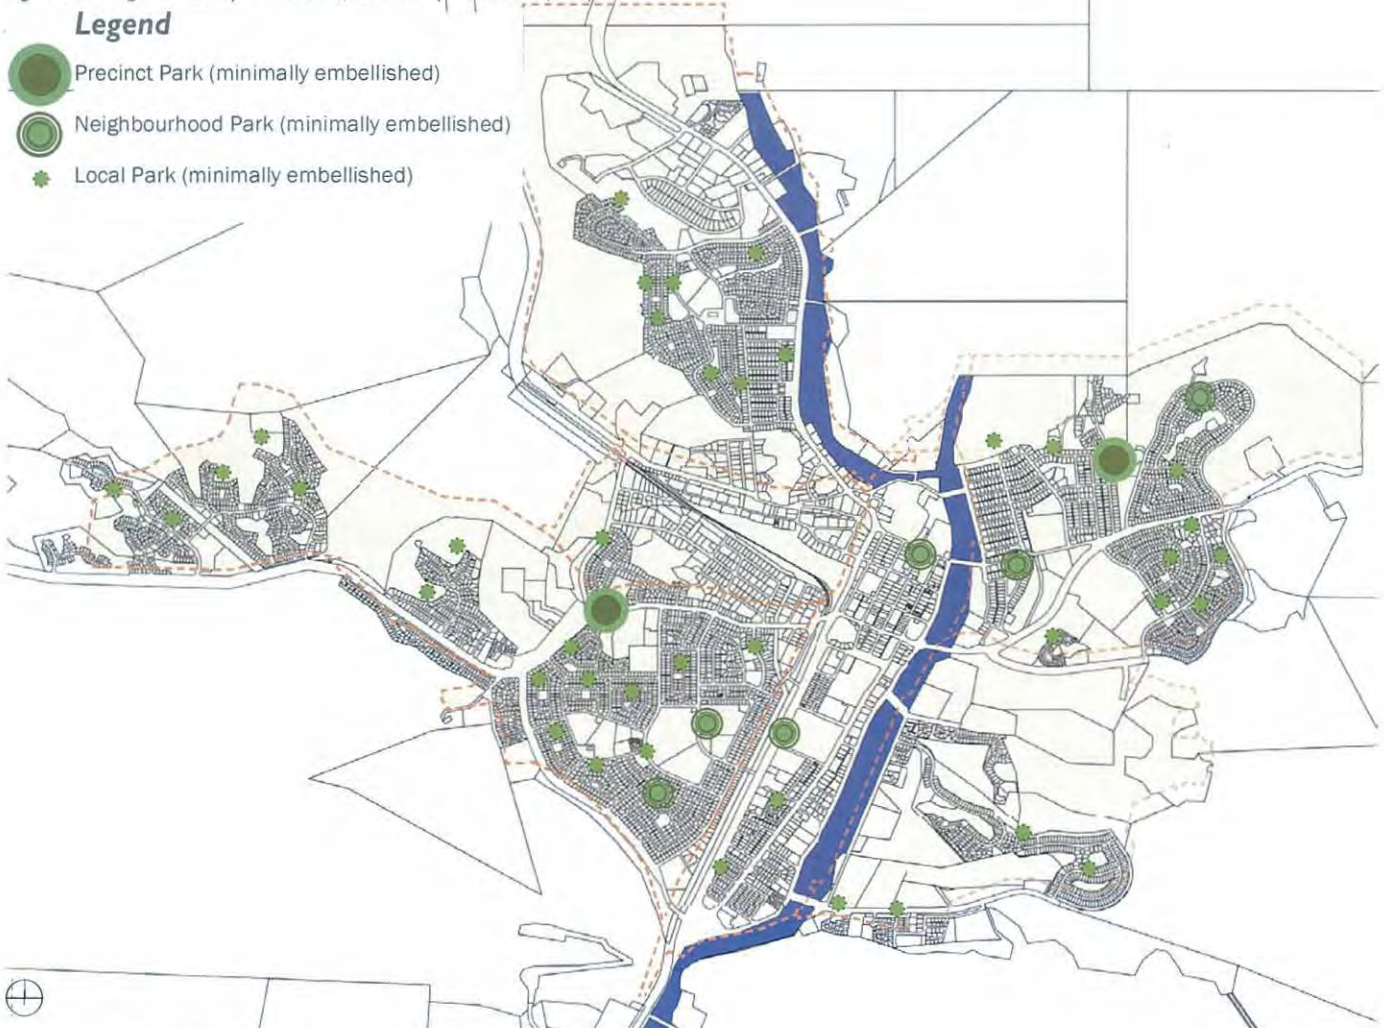 Legend
Precinct Park (minimally embellished)
Neighbourhood Park (minimally embellished)
Local Park (minimally embellished)